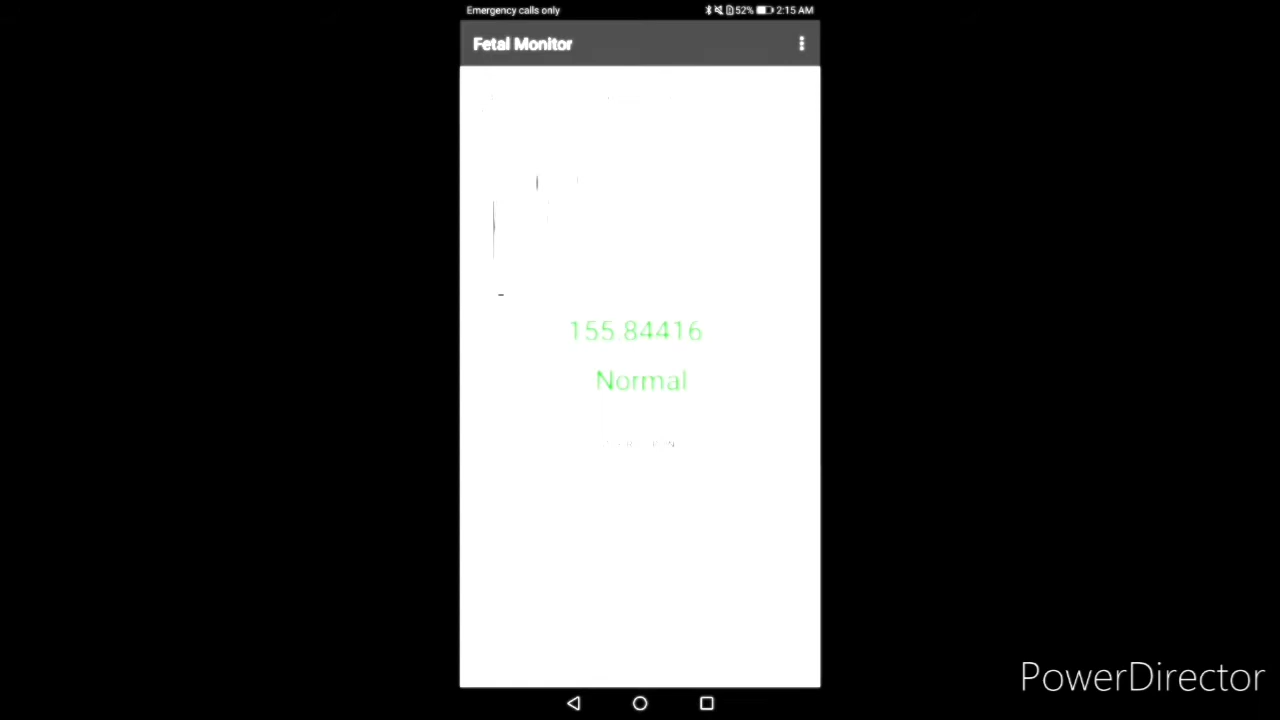 Emergency calls only 52% 2:15 AM
Fetal Monitor
155.84416
Normal
PowerDirector